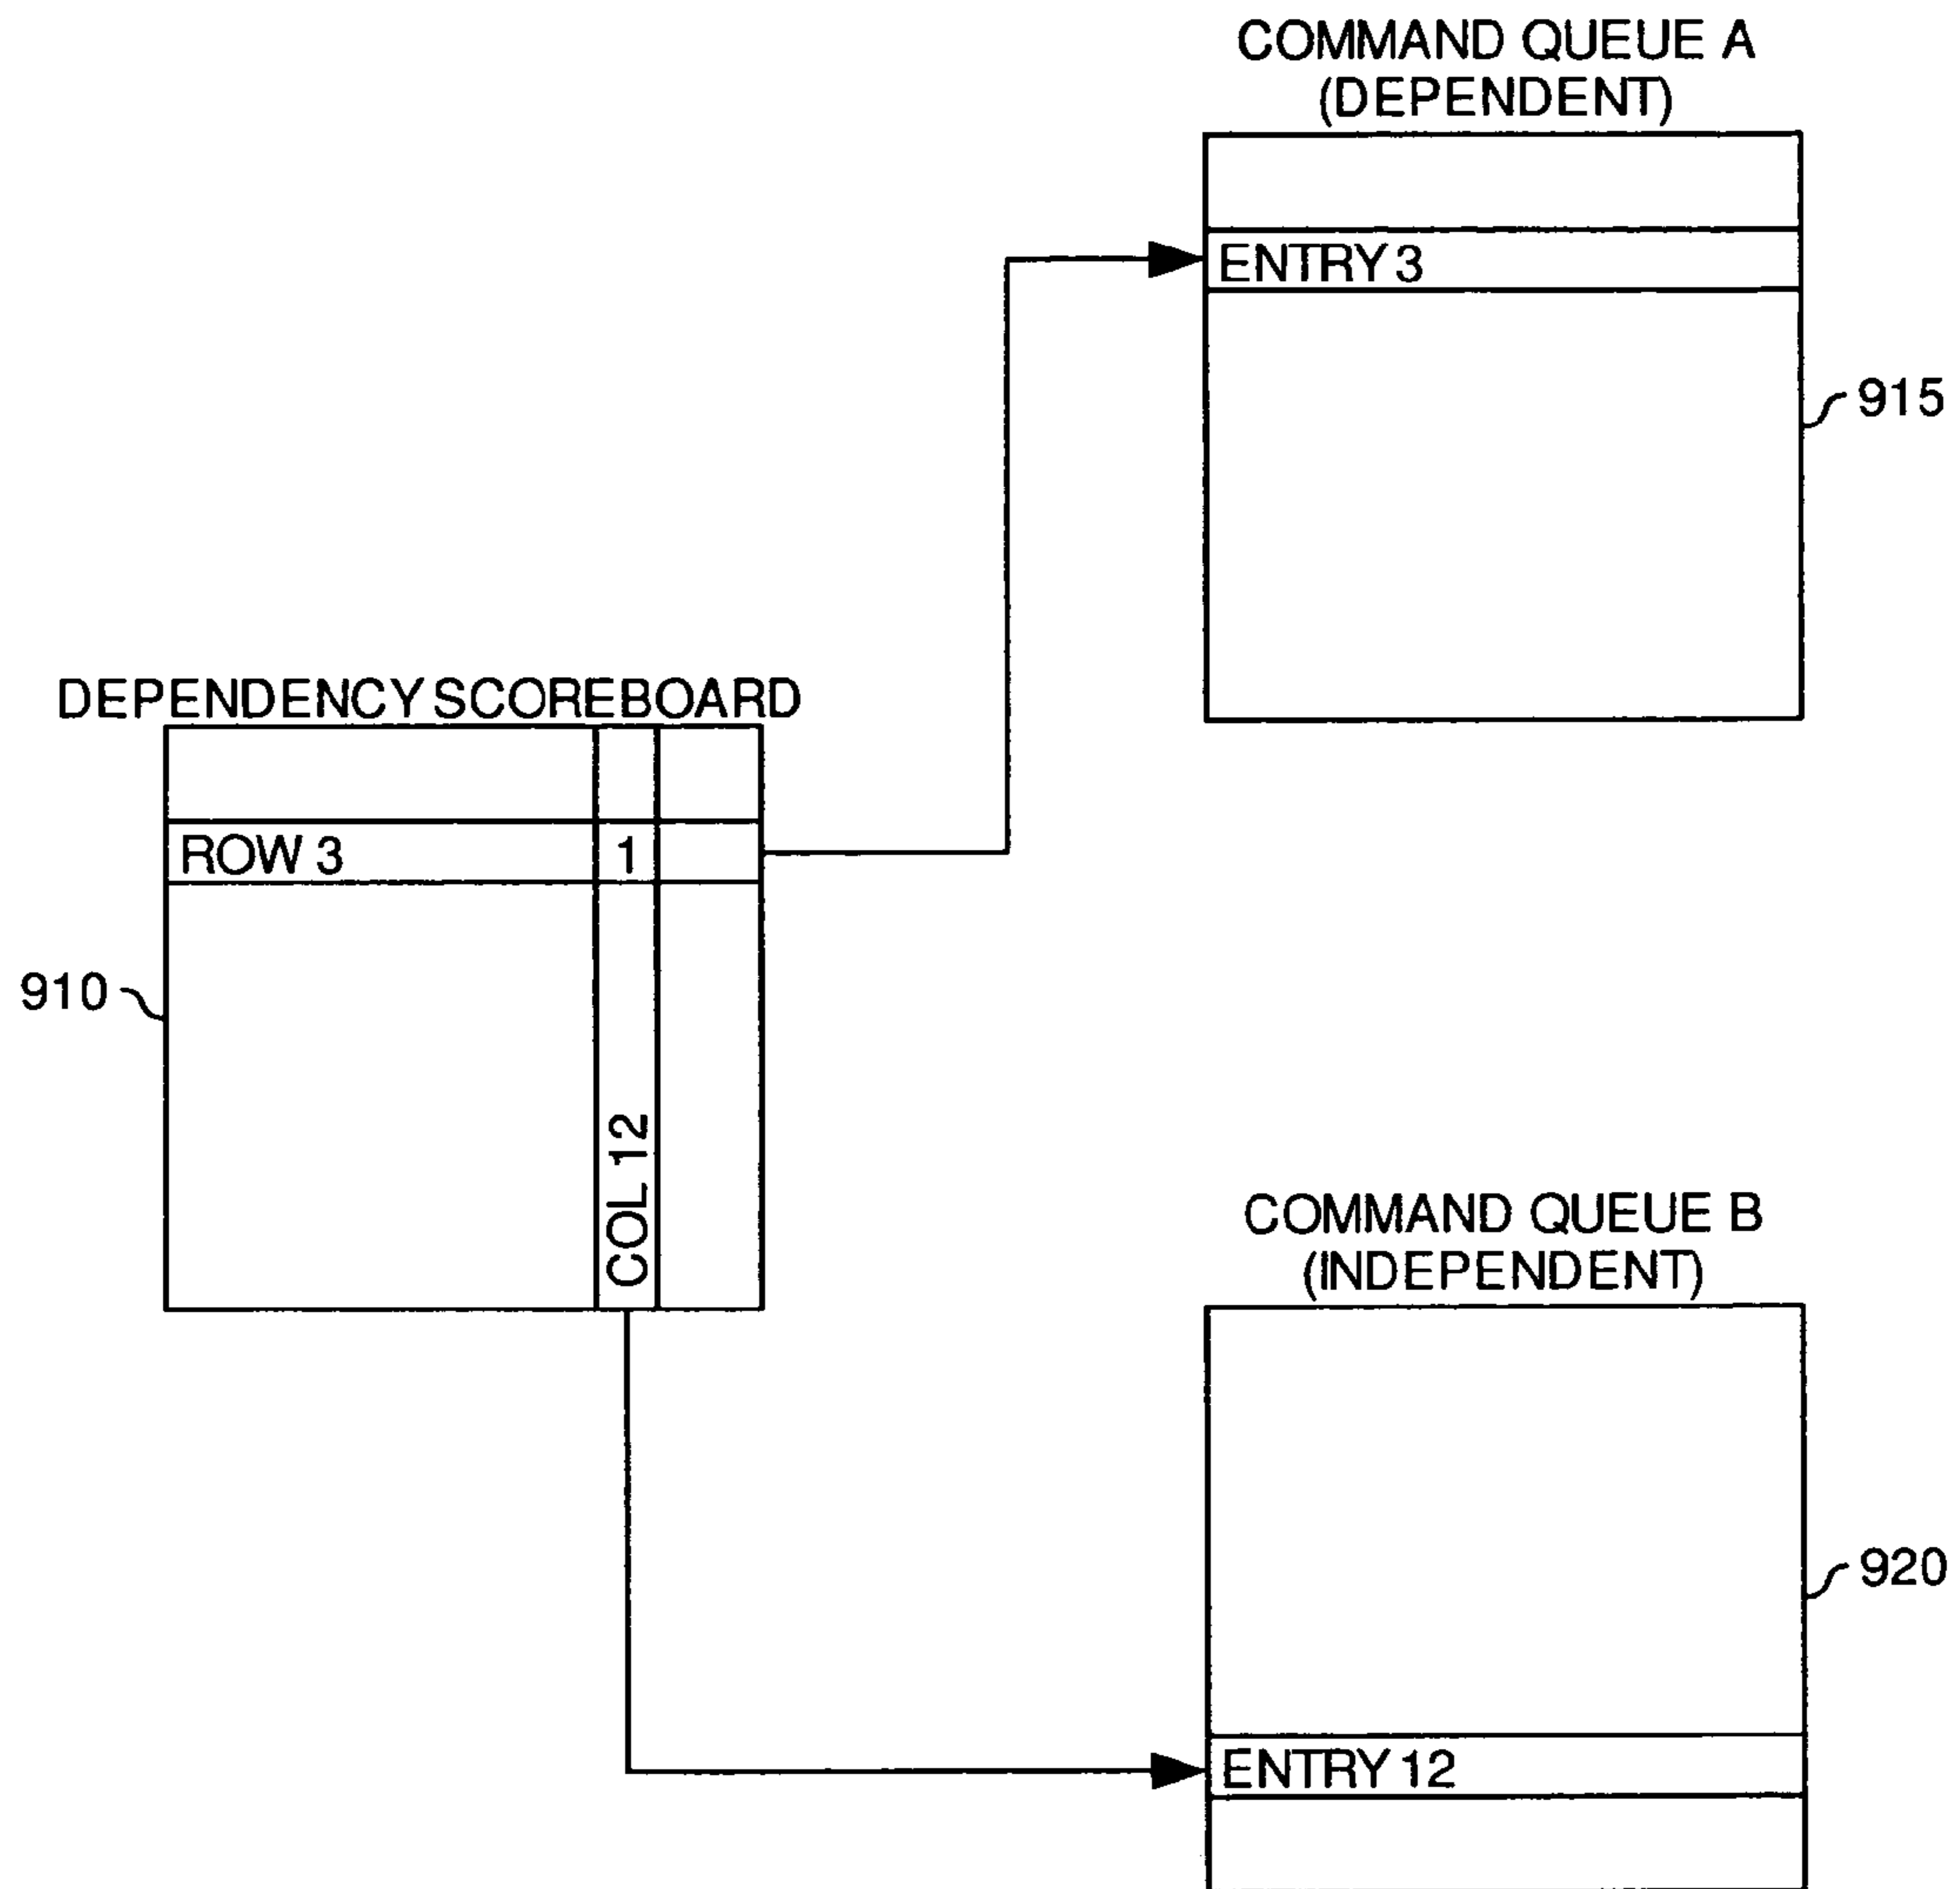 COMMAND QUEUE A
(DEPENDENT)
ENTRY 3
915
DEPENDENCY SCOREBOARD
ROW 3 1
910
COL 12
COMMAND QUEUE B
(INDEPENDENT)
920
ENTRY 12